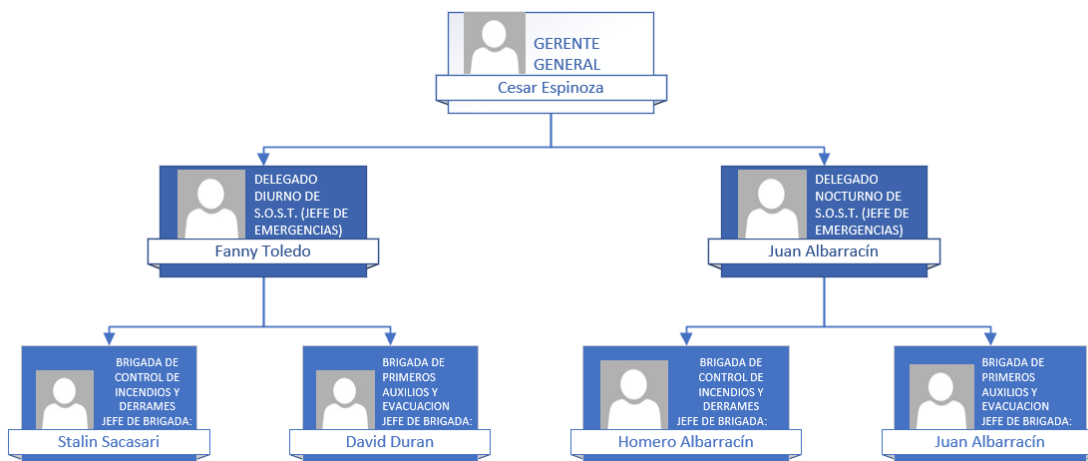 GERENTE
GENERAL
Cesar Espinoza
DELEGADO
DIURNO DE
S.O.S.T. (JEFE DE
EMERGENCIAS)
Fanny Toledo
DELEGADO
NOCTURNO DE
S.O.S.T. (JEFE DE
EMERGENCIAS)
Juan Albarracín
BRIGADA DE
CONTROL DE
INCENDIOS Y
DERRAMES
JEFE DE BRIGADA:
Stalin Sacasari
BRIGADA DE
PRIMEROS
AUXILIOS Y
EVACUACION
JEFE DE BRIGADA:
David Duran
BRIGADA DE
CONTROL DE
INCENDIOS Y
DERRAMES
JEFE DE BRIGADA:
Homero Albarracín
BRIGADA DE
PRIMEROS
AUXILIOS Y
EVACUACION
JEFE DE BRIGADA:
Juan Albarracín